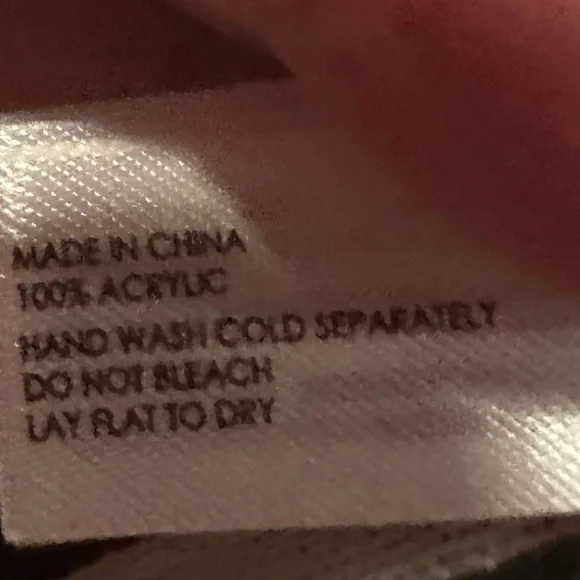 MADE IN CHINA
100% ACRYLIC
HAND WASH COLD SEPARATELY
DO NOT BLEACH
LAY FLAT TO DRY